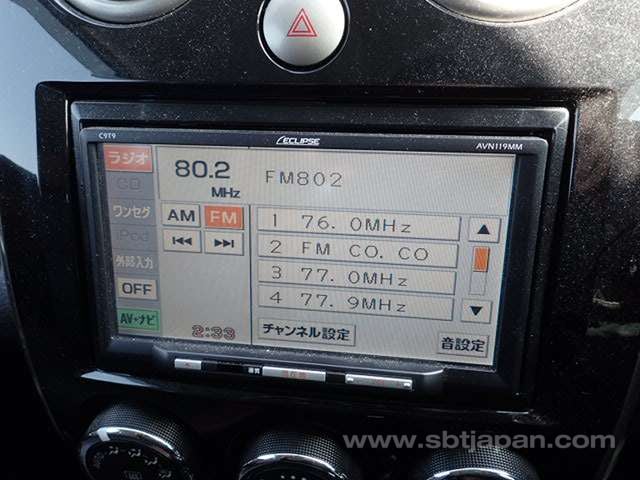 C9T9
ECLIPSE
AVN119MM
ラジオ
CD
ワンセグ
iPod
外部入力
OFF
AV•ナビ
80.2
MHz
FM802
AM
FM
1 76.0MHz
2 FM CO.CO
3 77.0MHz
4 77.9MHz
2:33
チャンネル設定
音設定
www.sbtjapan.com